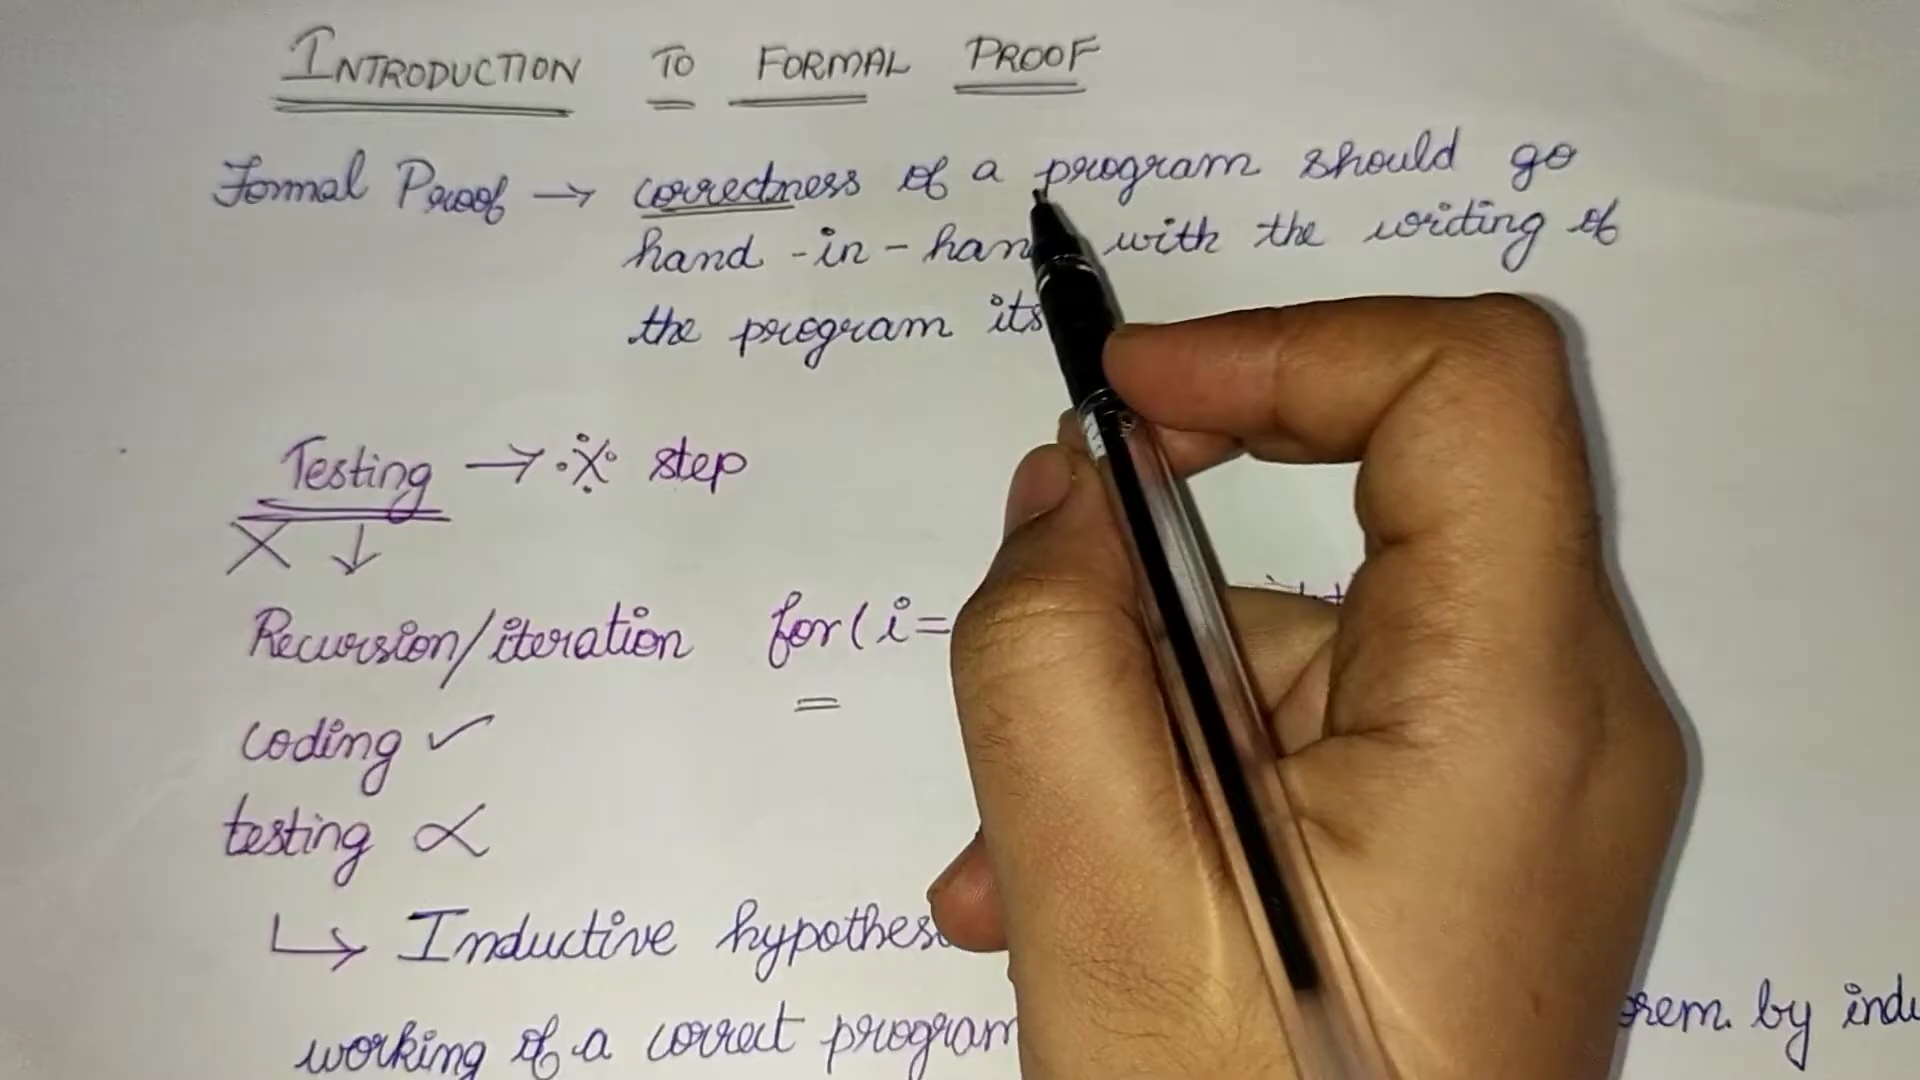 INTRODUCTION TO FORMAL PROOF
Formal Proof → correctness of a program should go
hand-in-han with the writing of
the program its
Testing → ※ step
X ↓
Recursion/iteration for(i=
=
coding ✓
testing ∝
↳ Inductive hypothes
working of a correct program orem. by indu